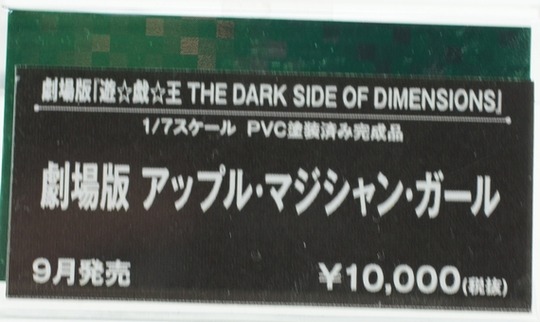 劇場版『遊☆戯☆王 THE DARK SIDE OF DIMENSIONS』
1/7スケール PVC塗装済み完成品
劇場版 アップル・マジシャン・ガール
9月発売 ￥10,000(税抜)